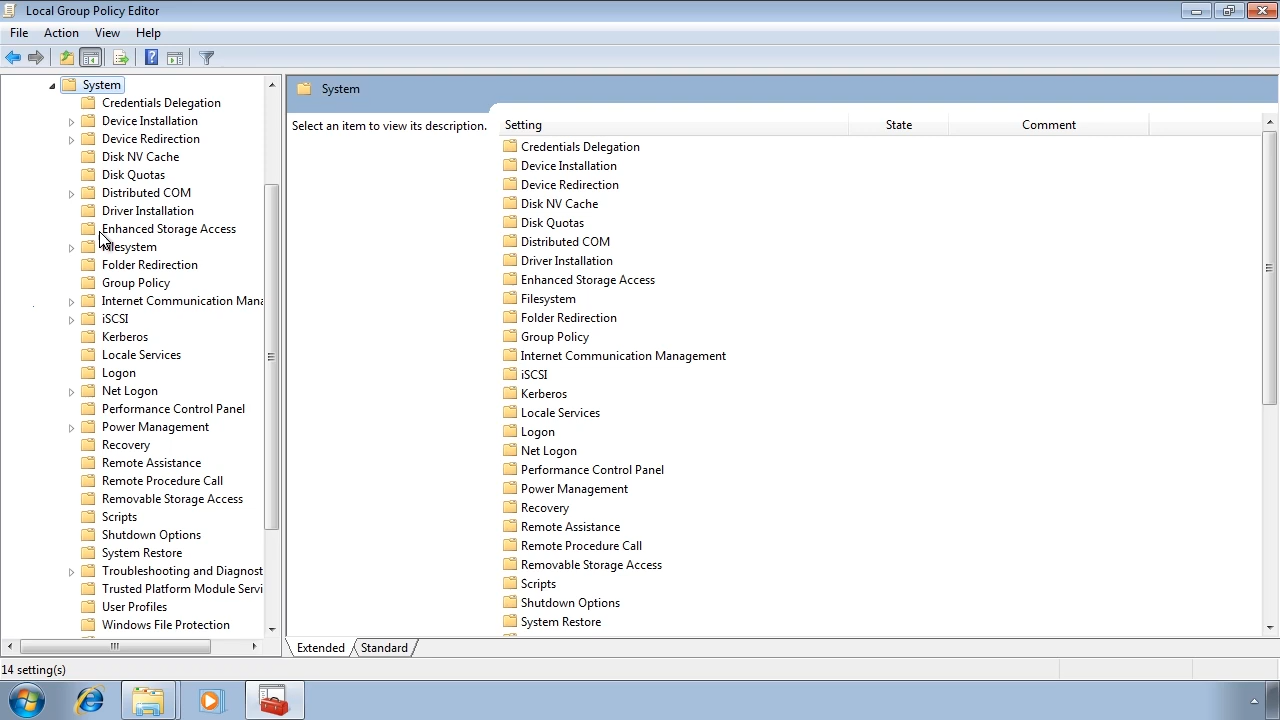 Local Group Policy Editor
File Action View Help
System
Credentials Delegation
Device Installation
Device Redirection
Disk NV Cache
Disk Quotas
Distributed COM
Driver Installation
Enhanced Storage Access
Filesystem
Folder Redirection
Group Policy
Internet Communication Mana
iSCSI
Kerberos
Locale Services
Logon
Net Logon
Performance Control Panel
Power Management
Recovery
Remote Assistance
Remote Procedure Call
Removable Storage Access
Scripts
Shutdown Options
System Restore
Troubleshooting and Diagnost
Trusted Platform Module Servi
User Profiles
Windows File Protection
System
Select an item to view its description.
Setting State Comment
Credentials Delegation
Device Installation
Device Redirection
Disk NV Cache
Disk Quotas
Distributed COM
Driver Installation
Enhanced Storage Access
Filesystem
Folder Redirection
Group Policy
Internet Communication Management
iSCSI
Kerberos
Locale Services
Logon
Net Logon
Performance Control Panel
Power Management
Recovery
Remote Assistance
Remote Procedure Call
Removable Storage Access
Scripts
Shutdown Options
System Restore
Extended Standard
14 setting(s)